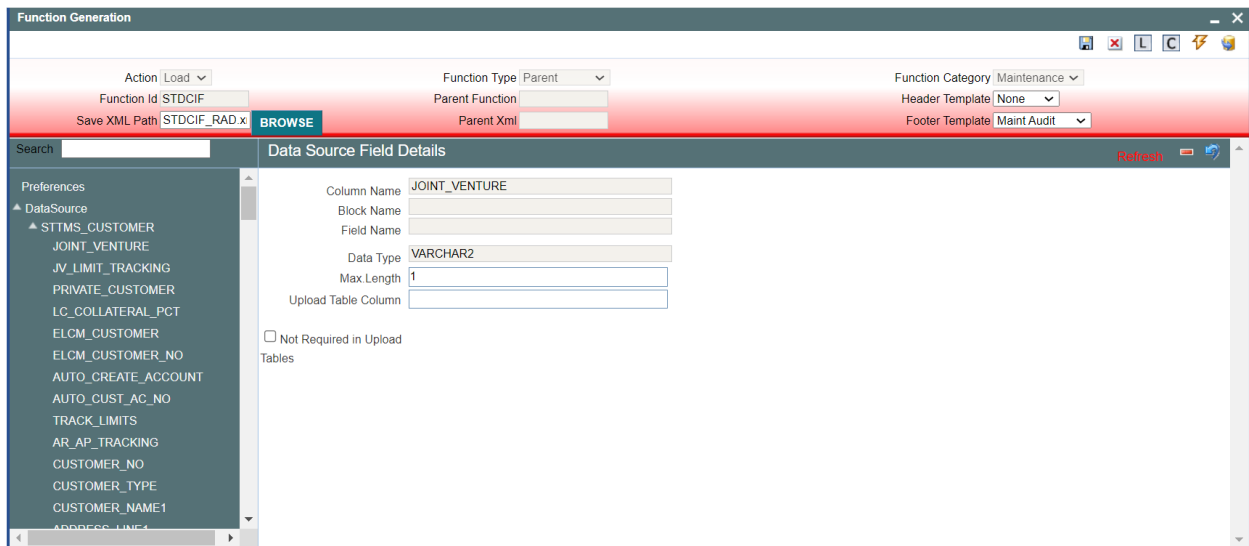 Function Generation
L C
Action Load Function Type Parent Function Category Maintenance
Function Id STDCIF Parent Function Header Template None
Save XML Path STDCIF_RAD.x BROWSE Parent Xml Footer Template Maint Audit
Search Data Source Field Details Refresh
Preferences
DataSource
STTMS_CUSTOMER
JOINT_VENTURE
JV_LIMIT_TRACKING
PRIVATE_CUSTOMER
LC_COLLATERAL_PCT
ELCM_CUSTOMER
ELCM_CUSTOMER_NO
AUTO_CREATE_ACCOUNT
AUTO_CUST_AC_NO
TRACK_LIMITS
AR_AP_TRACKING
CUSTOMER_NO
CUSTOMER_TYPE
CUSTOMER_NAME1
ADDRESS_LINE1
Column Name JOINT_VENTURE
Block Name
Field Name
Data Type VARCHAR2
Max.Length 1
Upload Table Column
Not Required in Upload
Tables